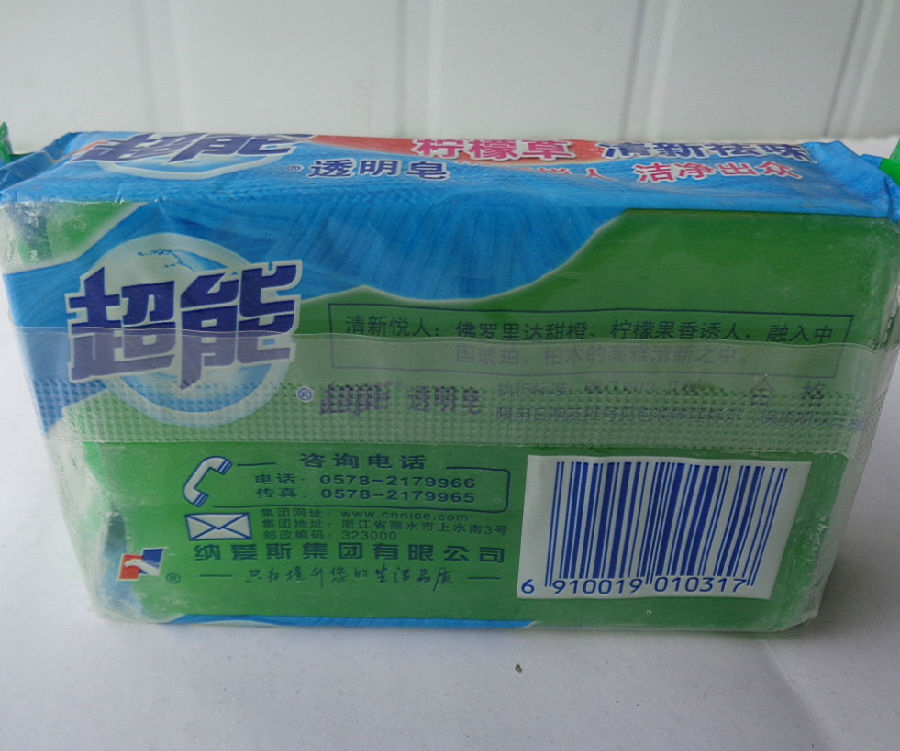 超能
柠檬草 清新祛味
®透明皂
悦人 洁净出众
超能
清新悦人：佛罗里达甜橙、柠檬果香诱人，融入中
国琥珀、柏木的高雅清新之中。
®超能 透明皂
合格
咨询电话
电话：0578-2179966
传真：0578-2179965
集团网址：www.cnnice.com
集团地址：浙江省丽水市上水南3号
邮政编码：323000
纳爱斯集团有限公司
®
只为提升您的生活品质
6 910019 010317